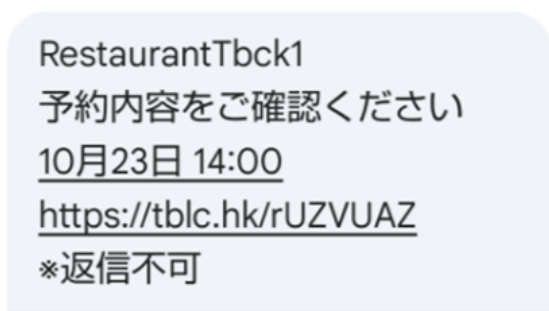 RestaurantTbck1
予約内容をご確認ください
10月23日 14:00
https://tblc.hk/rUZVUAZ
※返信不可